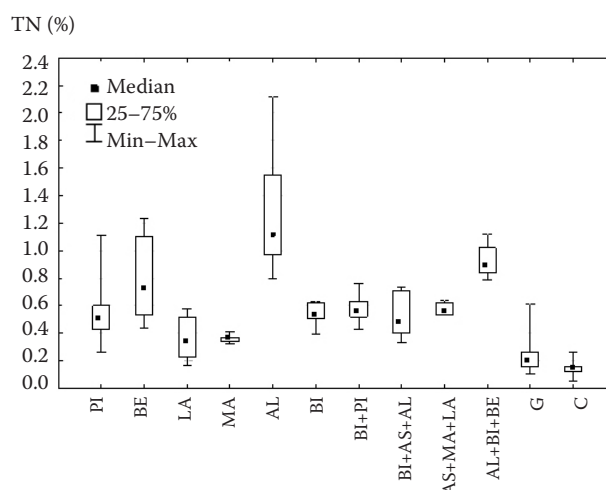 TN (%)
2.4
2.2
2.0
1.8
1.6
1.4
1.2
1.0
0.8
0.6
0.4
0.2
0.0
Median
25–75%
Min–Max
PI
BE
LA
MA
AL
BI
BI+PI
BI+AS+AL
AS+MA+LA
AL+BI+BE
G
C